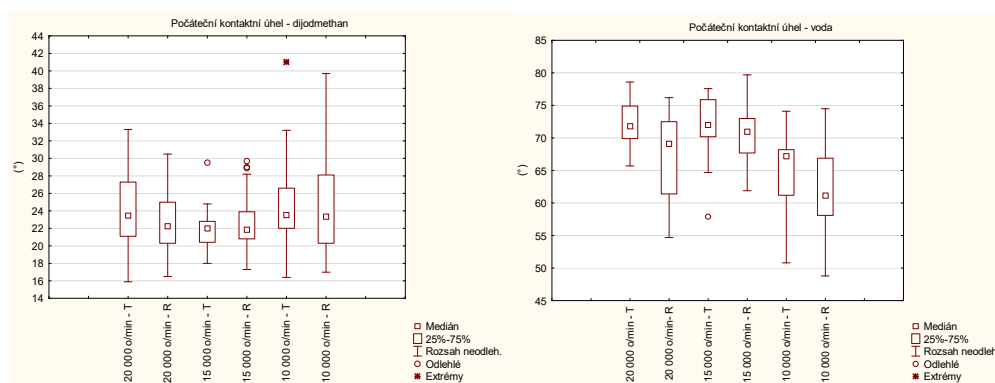 Počáteční kontaktní úhel - dijodmethan
44
42
40
38
36
34
32
30
28
26
24
22
20
18
16
14
(°)
20 000 o/min - T
20 000 o/min - R
15 000 o/min - T
15 000 o/min - R
10 000 o/min - T
10 000 o/min - R
Medián
25%-75%
Rozsah neodleh.
Odlehlé
Extrémy
Počáteční kontaktní úhel - voda
85
80
75
70
65
60
55
50
45
(°)
20 000 o/min - T
20 000 o/min- R
15 000 o/min - T
15 000 o/min - R
10 000 o/min - T
10 000 o/min - R
Medián
25%-75%
Rozsah neodleh.
Odlehlé
Extrémy